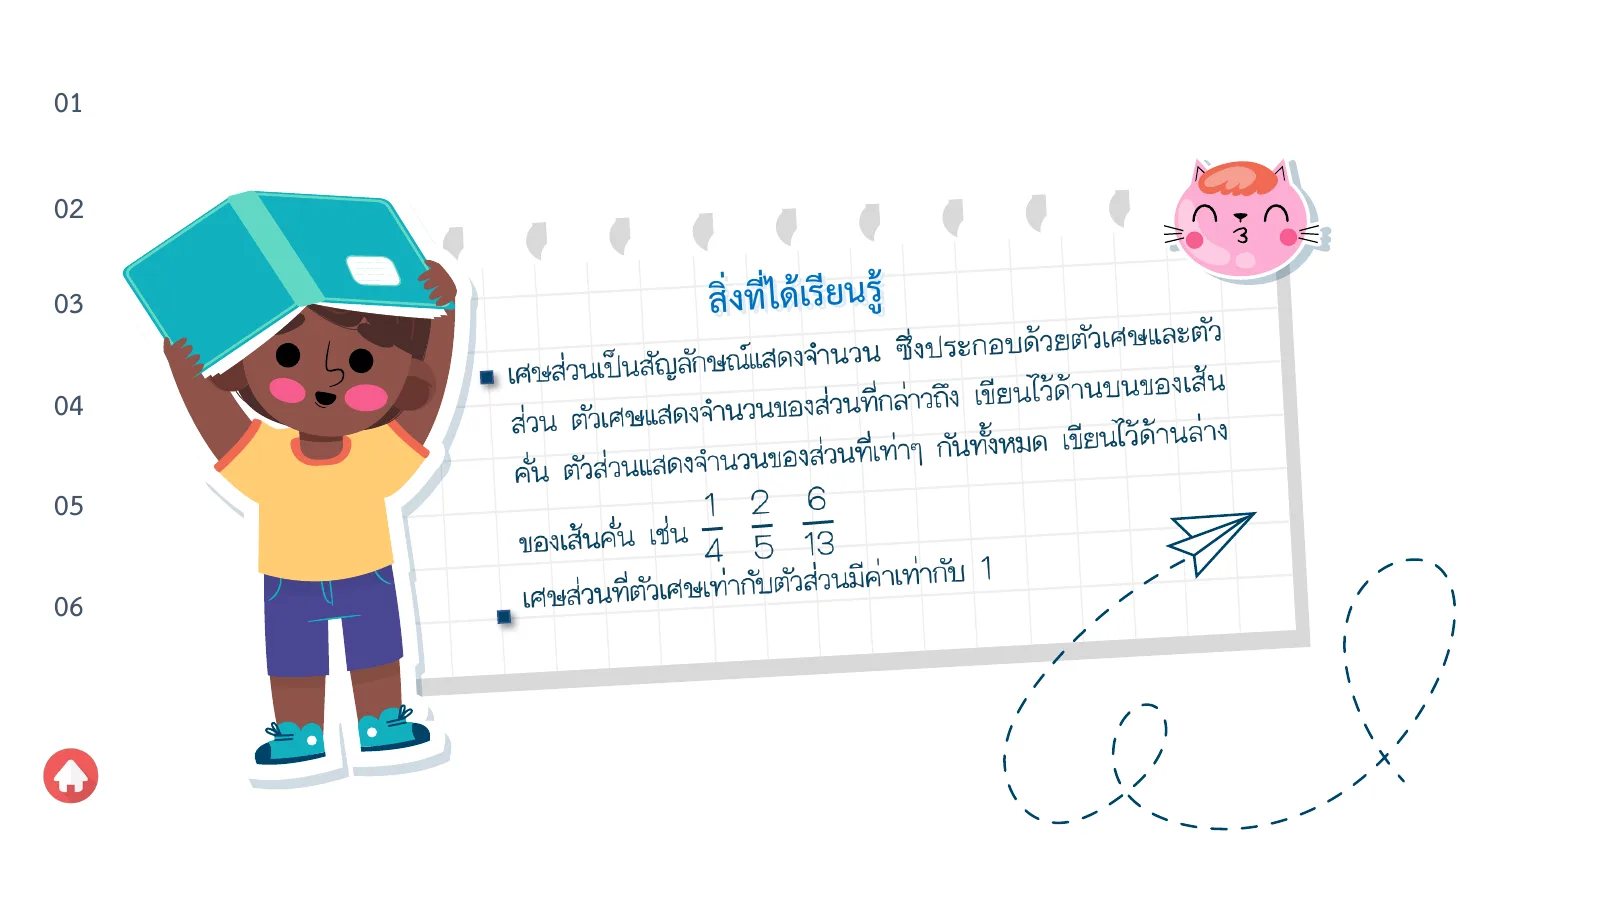 01
02
03
04
05
06
สิ่งที่ได้เรียนรู้
เศษส่วนเป็นสัญลักษณ์แสดงจำนวน ซึ่งประกอบด้วยตัวเศษและตัว
ส่วน ตัวเศษแสดงจำนวนของส่วนที่กล่าวถึง เขียนไว้ด้านบนของเส้น
คั่น ตัวส่วนแสดงจำนวนของส่วนที่เท่าๆ กันทั้งหมด เขียนไว้ด้านล่าง
ของเส้นคั่น เช่น 1/4 2/5 6/13
เศษส่วนที่ตัวเศษเท่ากับตัวส่วนมีค่าเท่ากับ 1